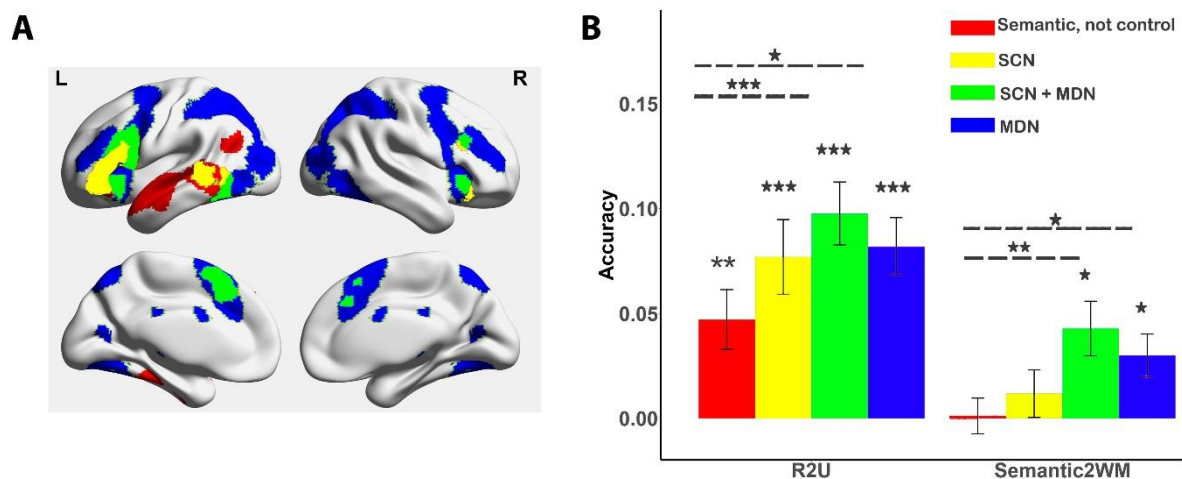 A
L
R
B
Accuracy
0.15
0.10
0.05
0.00
*
***
**
***
***
***
*
**
*
*
R2U
Semantic2WM
Semantic, not control
SCN
SCN + MDN
MDN